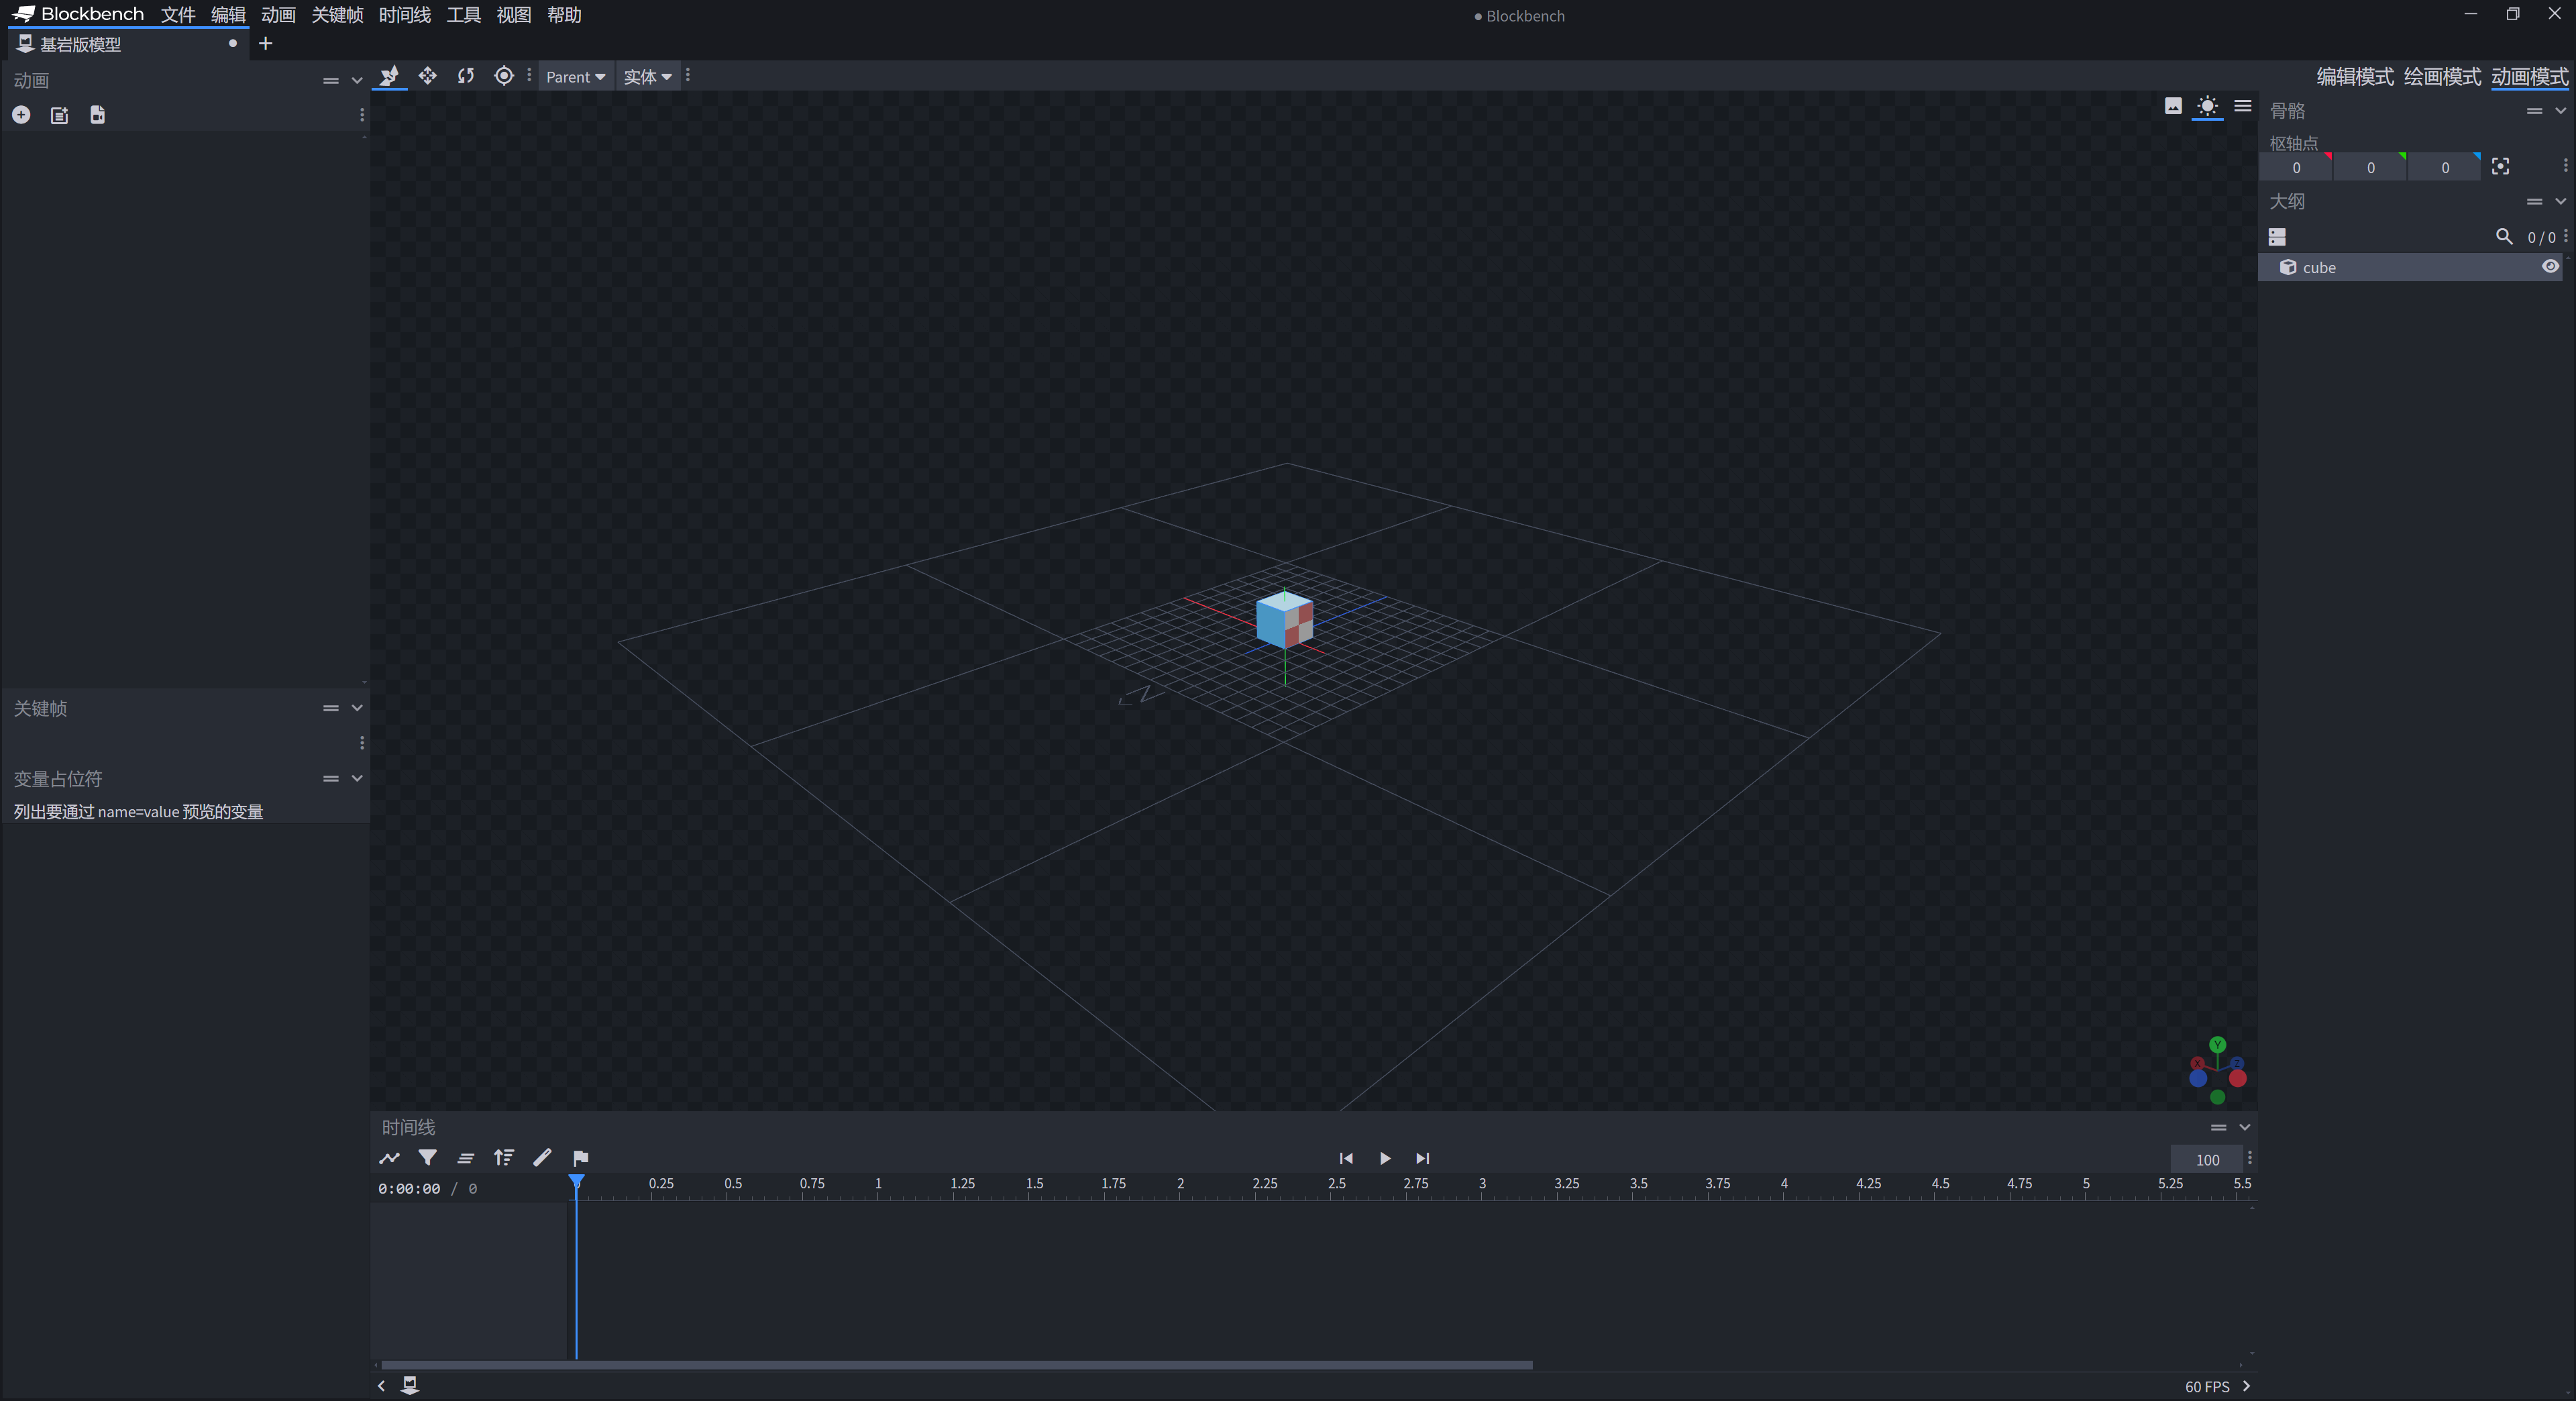 Blockbench 文件 编辑 动画 关键帧 时间线 工具 视图 帮助
● Blockbench
基岩版模型
动画
Parent 实体
编辑模式 绘画模式 动画模式
骨骼
枢轴点
0 0 0
大纲
0 / 0
cube
关键帧
变量占位符
列出要通过 name=value 预览的变量
Y
X Z
时间线
100
0:00:00 / 0
0 0.25 0.5 0.75 1 1.25 1.5 1.75 2 2.25 2.5 2.75 3 3.25 3.5 3.75 4 4.25 4.5 4.75 5 5.25 5.5
60 FPS